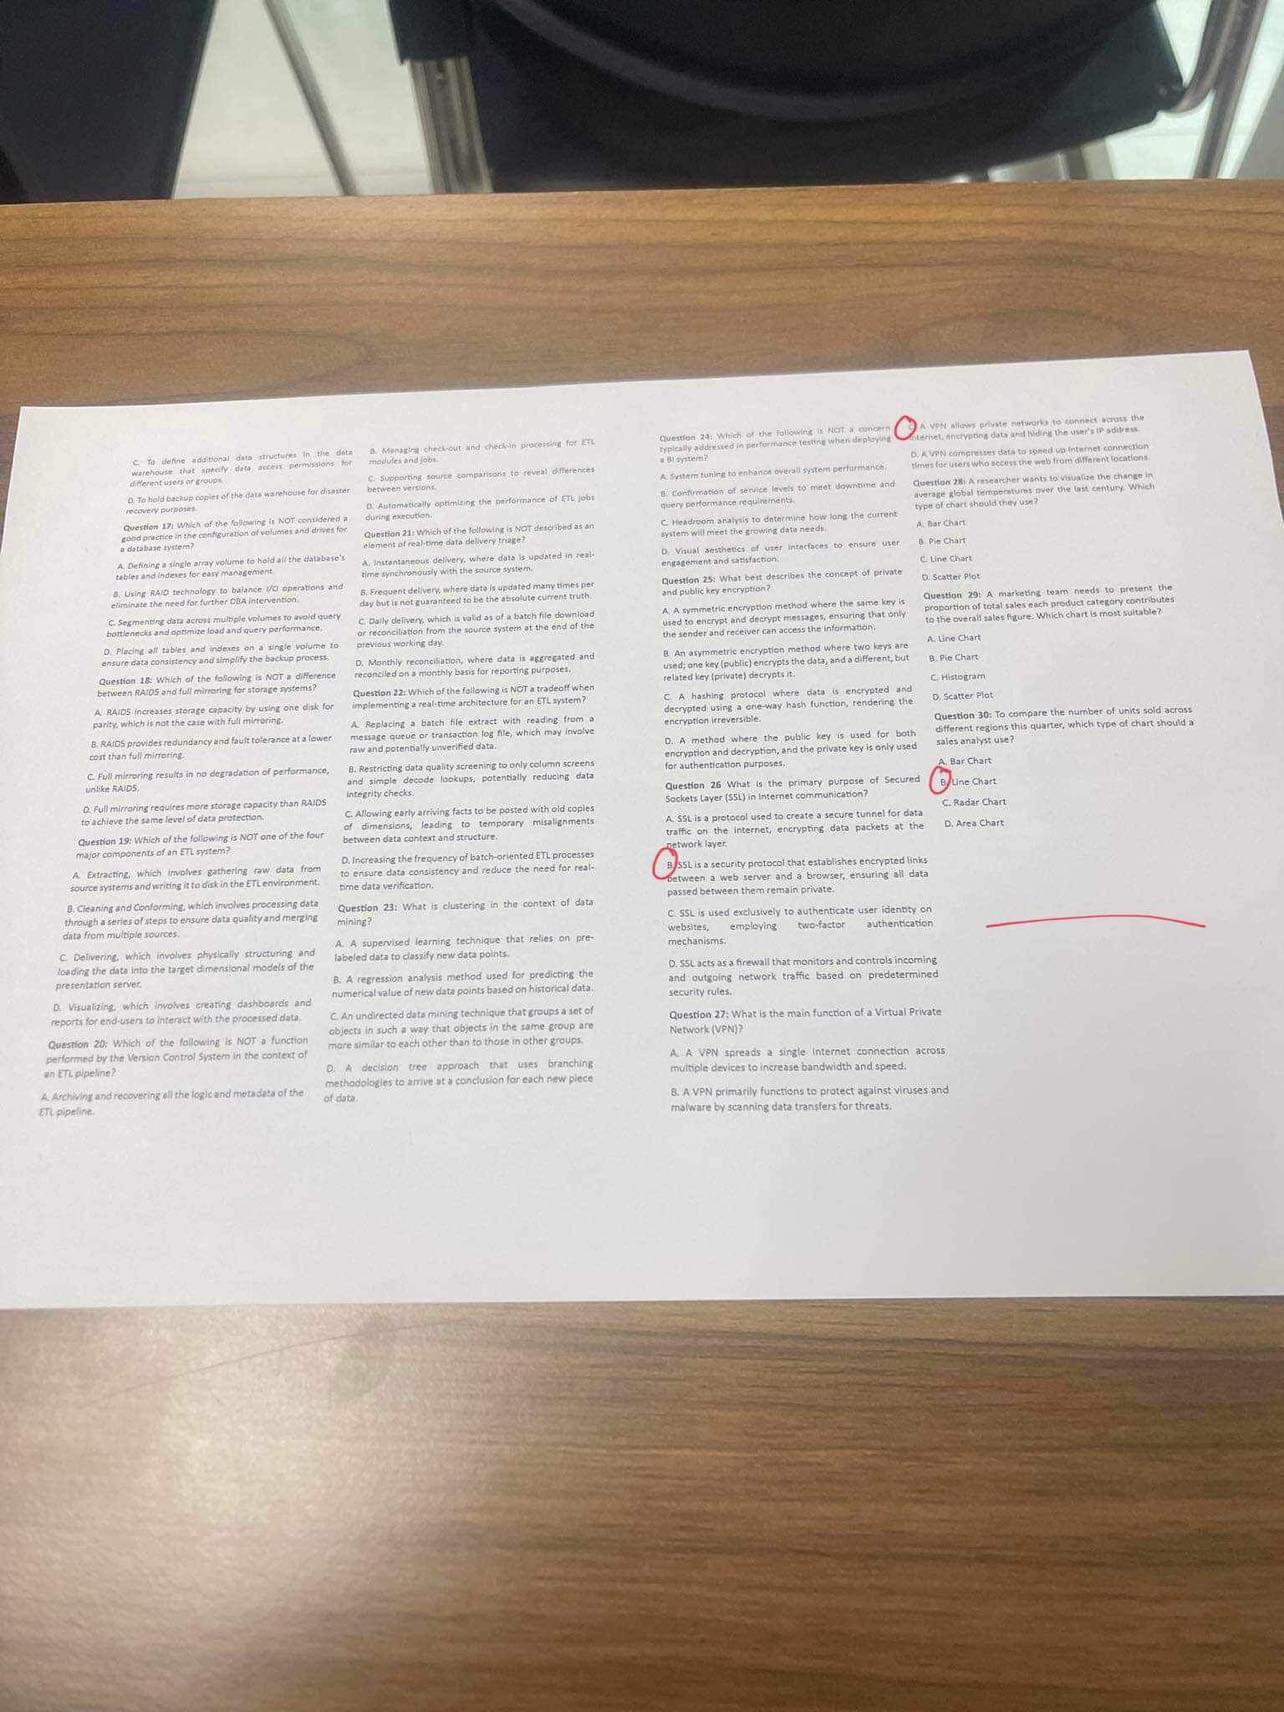 C. To define additional data structures in the data
warehouse that specify data access permissions for
different users or groups.
D. To hold backup copies of the data warehouse for disaster
recovery purposes.
Question 17: Which of the following is NOT considered a
good practice in the configuration of volumes and drives for
a database system?
A. Defining a single array volume to hold all the database's
tables and indexes for easy management.
B. Using RAID technology to balance I/O operations and
eliminate the need for further DBA intervention.
C. Segmenting data across multiple volumes to avoid query
bottlenecks and optimize load and query performance.
D. Placing all tables and indexes on a single volume to
ensure data consistency and simplify the backup process.
Question 18: Which of the following is NOT a difference
between RAID5 and full mirroring for storage systems?
A. RAID5 increases storage capacity by using one disk for
parity, which is not the case with full mirroring.
B. RAID5 provides redundancy and fault tolerance at a lower
cost than full mirroring.
C. Full mirroring results in no degradation of performance,
unlike RAID5.
D. Full mirroring requires more storage capacity than RAID5
to achieve the same level of data protection.
Question 19: Which of the following is NOT one of the four
major components of an ETL system?
A. Extracting, which involves gathering raw data from
source systems and writing it to disk in the ETL environment.
B. Cleaning and Conforming, which involves processing data
through a series of steps to ensure data quality and merging
data from multiple sources.
C. Delivering, which involves physically structuring and
loading the data into the target dimensional models of the
presentation server.
D. Visualizing, which involves creating dashboards and
reports for end-users to interact with the processed data.
Question 20: Which of the following is NOT a function
performed by the Version Control System in the context of
an ETL pipeline?
A. Archiving and recovering all the logic and metadata of the
ETL pipeline.
B. Managing check-out and check-in processing for ETL
modules and jobs.
C. Supporting source comparisons to reveal differences
between versions.
D. Automatically optimizing the performance of ETL jobs
during execution.
Question 21: Which of the following is NOT described as an
element of real-time data delivery triage?
A. Instantaneous delivery, where data is updated in real-
time synchronously with the source system.
B. Frequent delivery, where data is updated many times per
day but is not guaranteed to be the absolute current truth.
C. Daily delivery, which is valid as of a batch file download
or reconciliation from the source system at the end of the
previous working day.
D. Monthly reconciliation, where data is aggregated and
reconciled on a monthly basis for reporting purposes.
Question 22: Which of the following is NOT a tradeoff when
implementing a real-time architecture for an ETL system?
A. Replacing a batch file extract with reading from a
message queue or transaction log file, which may involve
raw and potentially unverified data.
B. Restricting data quality screening to only column screens
and simple decode lookups, potentially reducing data
integrity checks.
C. Allowing early arriving facts to be posted with old copies
of dimensions, leading to temporary misalignments
between data context and structure.
D. Increasing the frequency of batch-oriented ETL processes
to ensure data consistency and reduce the need for real-
time data verification.
Question 23: What is clustering in the context of data
mining?
A. A supervised learning technique that relies on pre-
labeled data to classify new data points.
B. A regression analysis method used for predicting the
numerical value of new data points based on historical data.
C. An undirected data mining technique that groups a set of
objects in such a way that objects in the same group are
more similar to each other than to those in other groups.
D. A decision tree approach that uses branching
methodologies to arrive at a conclusion for each new piece
of data.
Question 24: Which of the following is NOT a concern
typically addressed in performance testing when deploying
a BI system?
A. System tuning to enhance overall system performance.
B. Confirmation of service levels to meet downtime and
query performance requirements.
C. Headroom analysis to determine how long the current
system will meet the growing data needs.
D. Visual aesthetics of user interfaces to ensure user
engagement and satisfaction.
Question 25: What best describes the concept of private
and public key encryption?
A. A symmetric encryption method where the same key is
used to encrypt and decrypt messages, ensuring that only
the sender and receiver can access the information.
B. An asymmetric encryption method where two keys are
used; one key (public) encrypts the data, and a different, but
related key (private) decrypts it.
C. A hashing protocol where data is encrypted and
decrypted using a one-way hash function, rendering the
encryption irreversible.
D. A method where the public key is used for both
encryption and decryption, and the private key is only used
for authentication purposes.
Question 26 What is the primary purpose of Secured
Sockets Layer (SSL) in Internet communication?
A. SSL is a protocol used to create a secure tunnel for data
traffic on the internet, encrypting data packets at the
network layer.
B. SSL is a security protocol that establishes encrypted links
between a web server and a browser, ensuring all data
passed between them remain private.
C. SSL is used exclusively to authenticate user identity on
websites, employing two-factor authentication
mechanisms.
D. SSL acts as a firewall that monitors and controls incoming
and outgoing network traffic based on predetermined
security rules.
Question 27: What is the main function of a Virtual Private
Network (VPN)?
A. A VPN spreads a single internet connection across
multiple devices to increase bandwidth and speed.
B. A VPN primarily functions to protect against viruses and
malware by scanning data transfers for threats.
C. A VPN allows private networks to connect across the
internet, encrypting data and hiding the user's IP address.
D. A VPN compresses data to speed up internet connection
times for users who access the web from different locations.
Question 28: A researcher wants to visualize the change in
average global temperatures over the last century. Which
type of chart should they use?
A. Bar Chart
B. Pie Chart
C. Line Chart
D. Scatter Plot
Question 29: A marketing team needs to present the
proportion of total sales each product category contributes
to the overall sales figure. Which chart is most suitable?
A. Line Chart
B. Pie Chart
C. Histogram
D. Scatter Plot
Question 30: To compare the number of units sold across
different regions this quarter, which type of chart should a
sales analyst use?
A. Bar Chart
B. Line Chart
C. Radar Chart
D. Area Chart